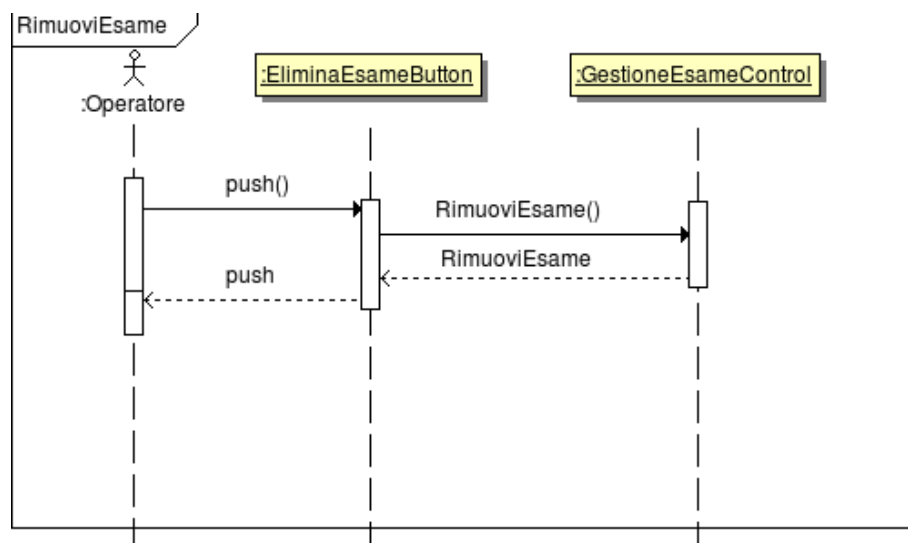 RimuoviEsame
:Operatore
:EliminaEsameButton
:GestioneEsameControl
push()
RimuoviEsame()
RimuoviEsame
push